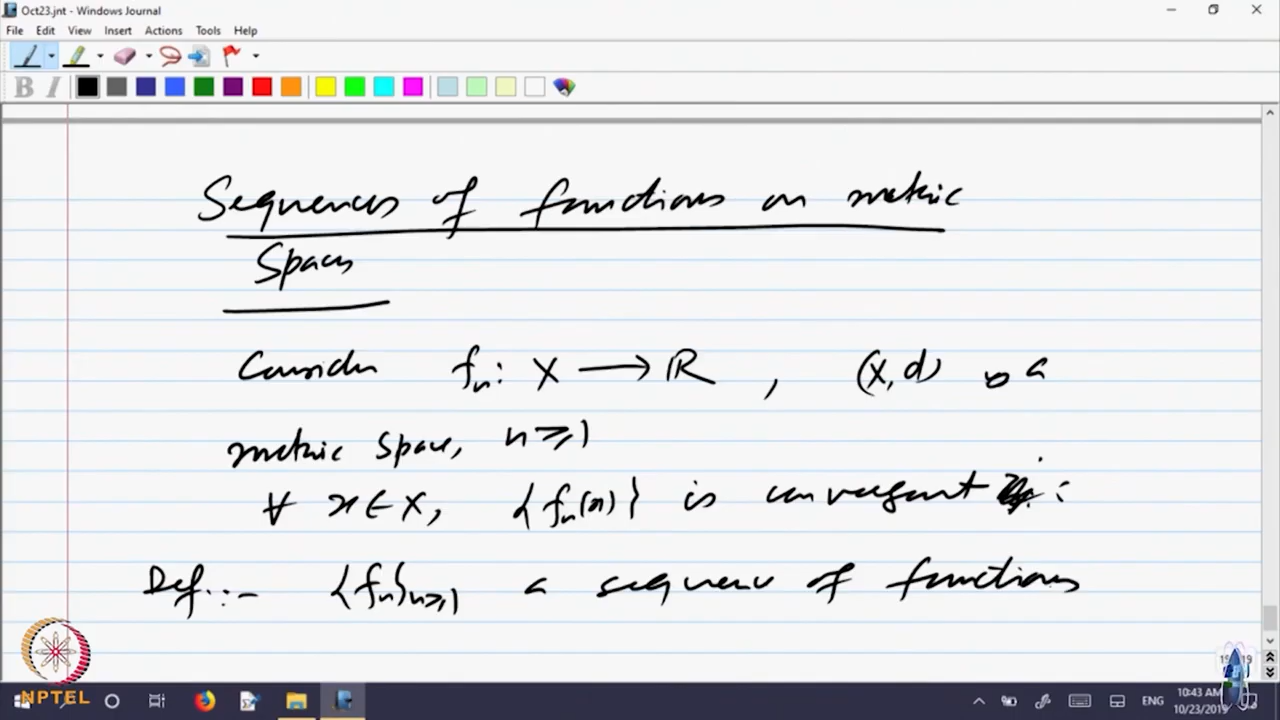 Oct23.jnt - Windows Journal
File Edit View Insert Actions Tools Help
B I
Sequences of functions on metric
Spaces
Consider fₙ: X ⟶ ℝ , (X,d) is a
metric space, n ≥ 1
∀ x ∈ X, {fₙ(x)} is convergent :
Def.:- {fₙ}ₙ≥₁ a sequence of functions
NPTEL
ENG
10:43 AM
10/23/2019